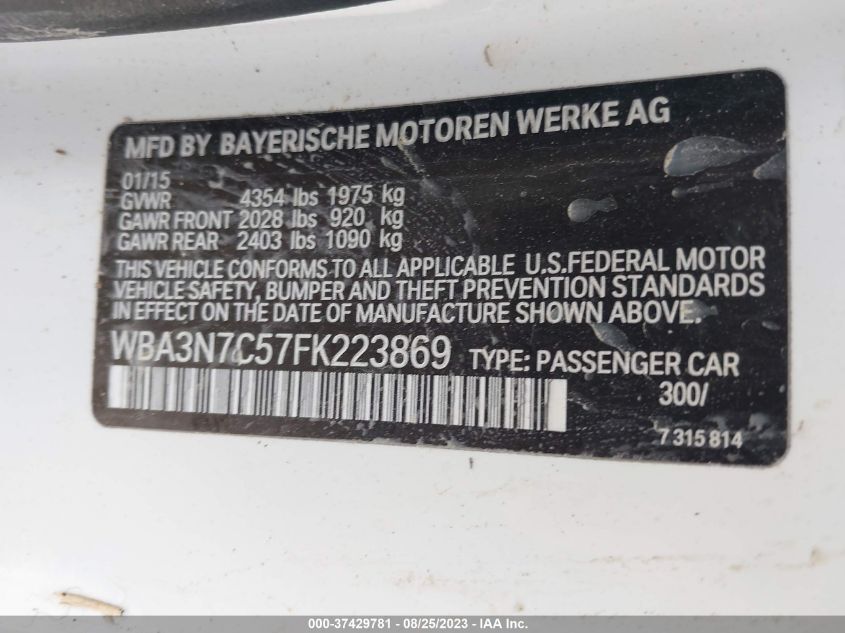 MFD BY BAYERISCHE MOTOREN WERKE AG
01/15
GVWR 4354 lbs 1975 kg
GAWR FRONT 2028 lbs 920 kg
GAWR REAR 2403 lbs 1090 kg
THIS VEHICLE CONFORMS TO ALL APPLICABLE U.S.FEDERAL MOTOR
VEHICLE SAFETY, BUMPER AND THEFT PREVENTION STANDARDS
IN EFFECT ON THE DATE OF MANUFACTURE SHOWN ABOVE.
WBA3N7C57FK223869 TYPE: PASSENGER CAR
300/
7 315 814
000-37429781 - 08/25/2023 - IAA Inc.